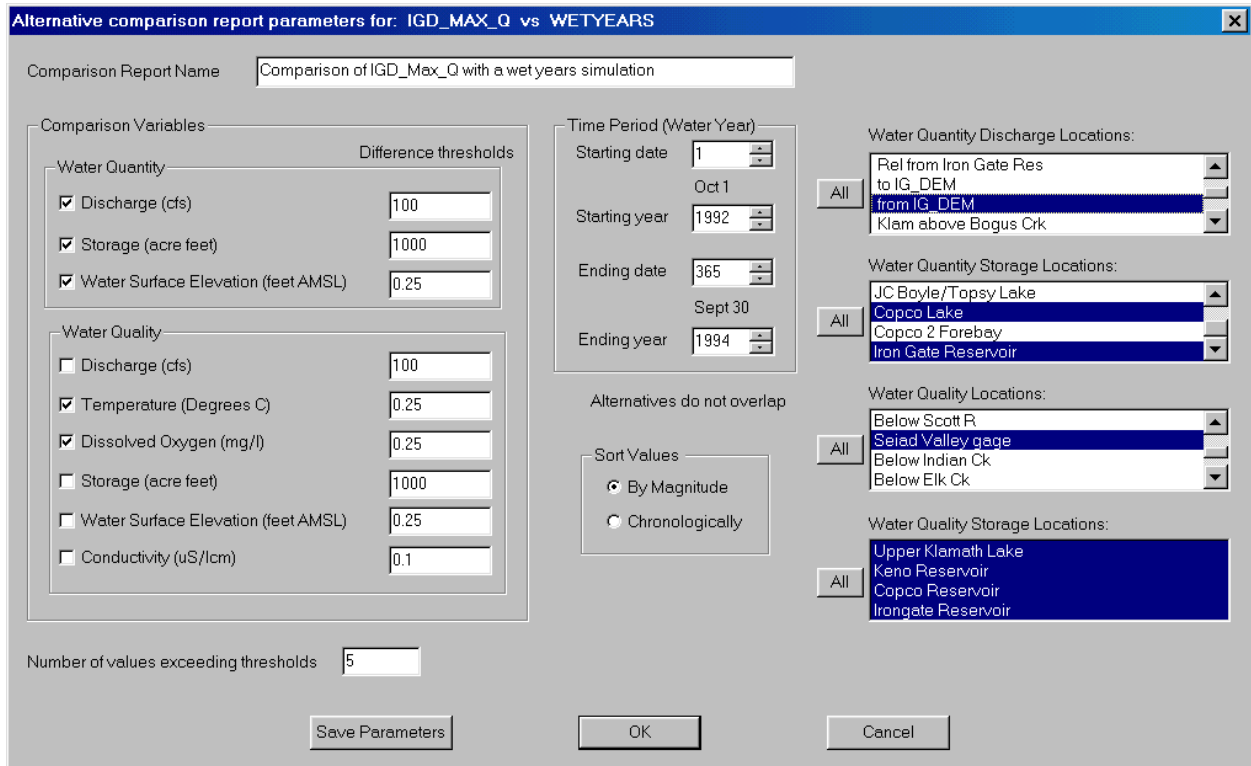 Alternative comparison report parameters for: IGD_MAX_Q vs WETYEARS
Comparison Report Name
Comparison of IGD_Max_Q with a wet years simulation
Comparison Variables
Difference thresholds
Water Quantity
Discharge (cfs) 100
Storage (acre feet) 1000
Water Surface Elevation (feet AMSL) 0.25
Water Quality
Discharge (cfs) 100
Temperature (Degrees C) 0.25
Dissolved Oxygen (mg/l) 0.25
Storage (acre feet) 1000
Water Surface Elevation (feet AMSL) 0.25
Conductivity (uS/lcm) 0.1
Number of values exceeding thresholds 5
Time Period (Water Year)
Starting date 1
Oct 1
Starting year 1992
Ending date 365
Sept 30
Ending year 1994
Alternatives do not overlap
Sort Values
By Magnitude
Chronologically
Water Quantity Discharge Locations:
All
Rel from Iron Gate Res
to IG_DEM
from IG_DEM
Klam above Bogus Crk
Water Quantity Storage Locations:
All
JC Boyle/Topsy Lake
Copco Lake
Copco 2 Forebay
Iron Gate Reservoir
Water Quality Locations:
All
Below Scott R
Seiad Valley gage
Below Indian Ck
Below Elk Ck
Water Quality Storage Locations:
All
Upper Klamath Lake
Keno Reservoir
Copco Reservoir
Irongate Reservoir
Save Parameters
OK
Cancel